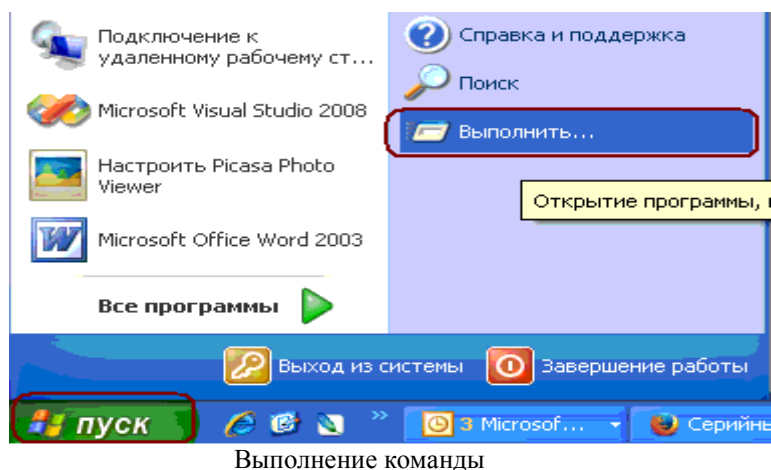 Подключение к
удаленному рабочему ст...
Microsoft Visual Studio 2008
Настроить Picasa Photo
Viewer
Microsoft Office Word 2003
Все программы
Справка и поддержка
Поиск
Выполнить...
Открытие программы,
Выход из системы
Завершение работы
пуск
»
3 Microsof...
Серийны
Выполнение команды